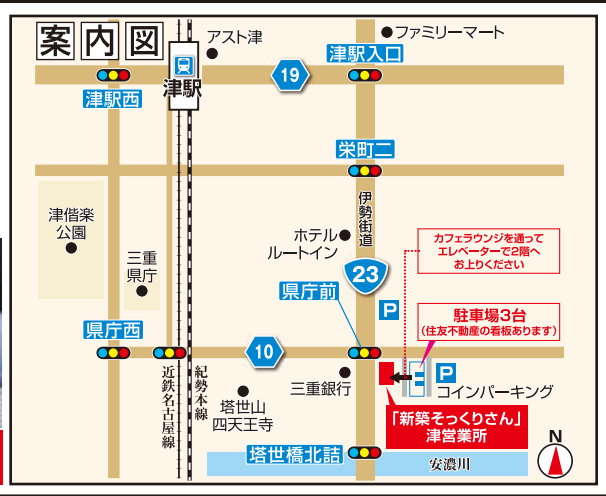 案内図
アスト津
ファミリーマート
津駅入口
19
津駅
津駅西
栄町二
伊勢街道
津偕楽
公園
三重
県庁
ホテル
ルートイン
カフェラウンジを通って
エレベーターで2階へ
お上りください
23
県庁前
P
駐車場3台
(住友不動産の看板あります)
県庁西
10
近鉄名古屋線
紀勢本線
三重銀行
P
コインパーキング
塔世山
四天王寺
「新築そっくりさん」
津営業所
塔世橋北詰
安濃川
N